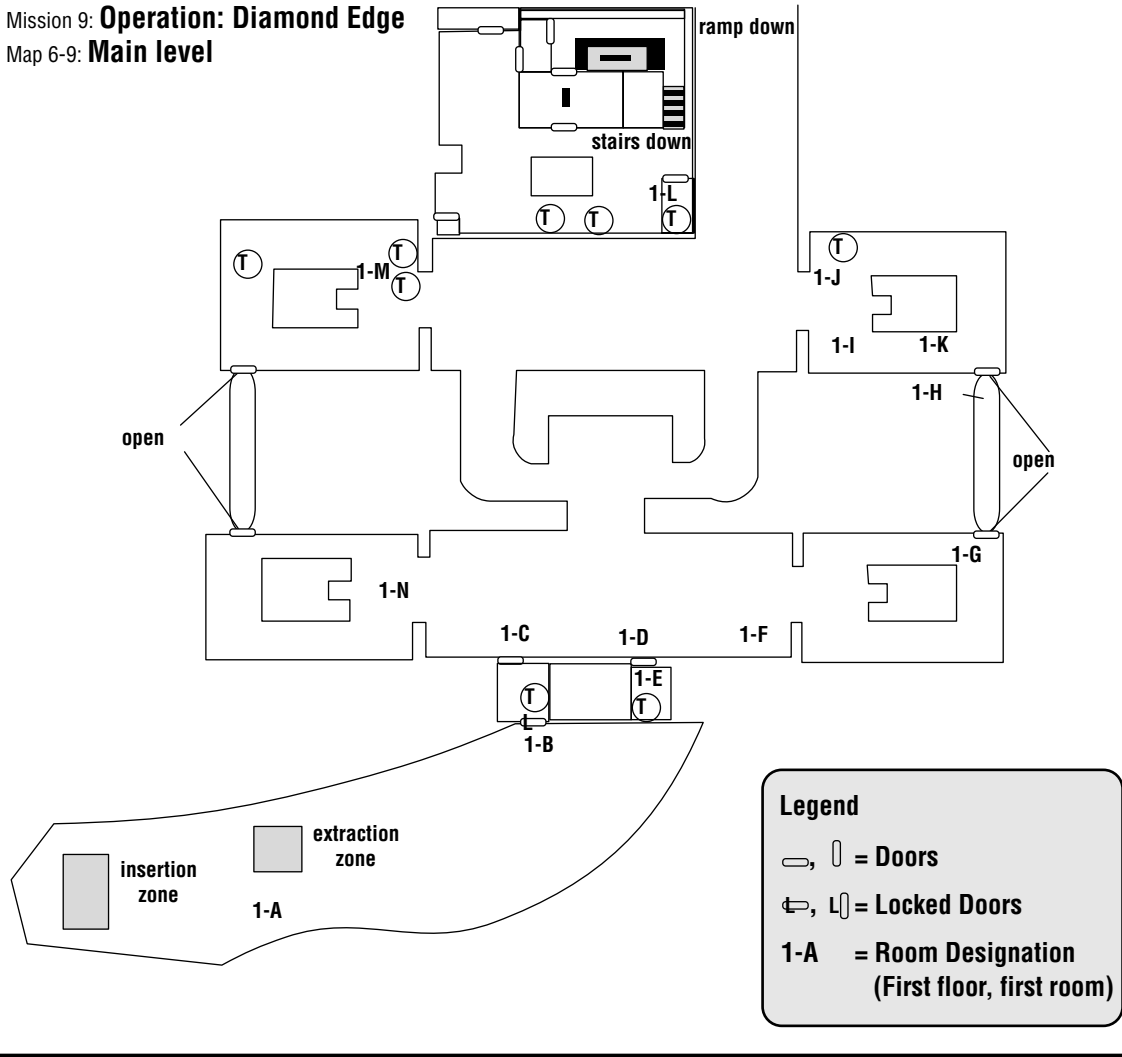 Mission 9: Operation: Diamond Edge
Map 6-9: Main level
ramp down
stairs down
1-L
T
T
T
T
T
T
1-M
T
1-J
1-I
1-K
1-H
open
open
1-G
1-N
1-C
1-D
1-F
1-E
T
T
L
1-B
extraction
zone
insertion
zone
1-A
Legend
, = Doors
L, L = Locked Doors
1-A = Room Designation
(First floor, first room)